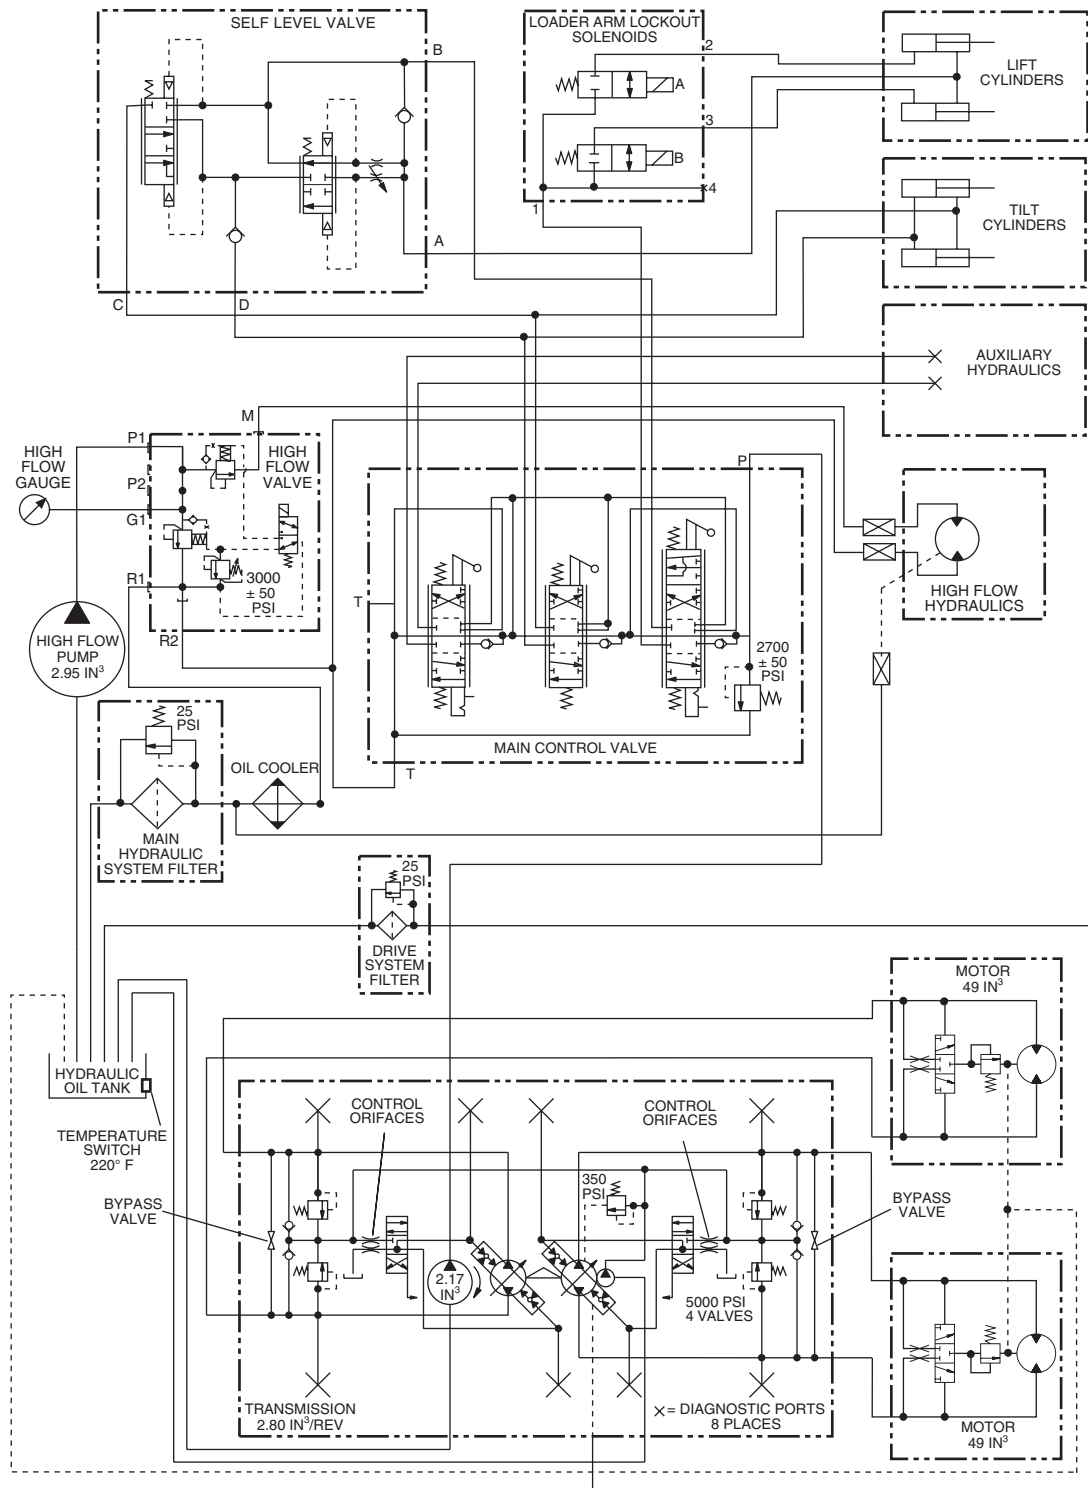 SELF LEVEL VALVE
B
A
C
D
LOADER ARM LOCKOUT
SOLENOIDS
2
A
3
B
4
1
LIFT
CYLINDERS
TILT
CYLINDERS
AUXILIARY
HYDRAULICS
M
P1
HIGH
FLOW
GAUGE
P2
G1
HIGH
FLOW
VALVE
R1
3000
± 50
PSI
R2
HIGH FLOW
PUMP
2.95 IN³
P
T
2700
± 50
PSI
MAIN CONTROL VALVE
T
HIGH FLOW
HYDRAULICS
25
PSI
OIL COOLER
MAIN
HYDRAULIC
SYSTEM FILTER
25
PSI
DRIVE
SYSTEM
FILTER
MOTOR
49 IN³
HYDRAULIC
OIL TANK
TEMPERATURE
SWITCH
220° F
CONTROL
ORIFACES
CONTROL
ORIFACES
BYPASS
VALVE
350
PSI
BYPASS
VALVE
2.17
IN³
5000 PSI
4 VALVES
TRANSMISSION
2.80 IN³/REV
X = DIAGNOSTIC PORTS
8 PLACES
MOTOR
49 IN³